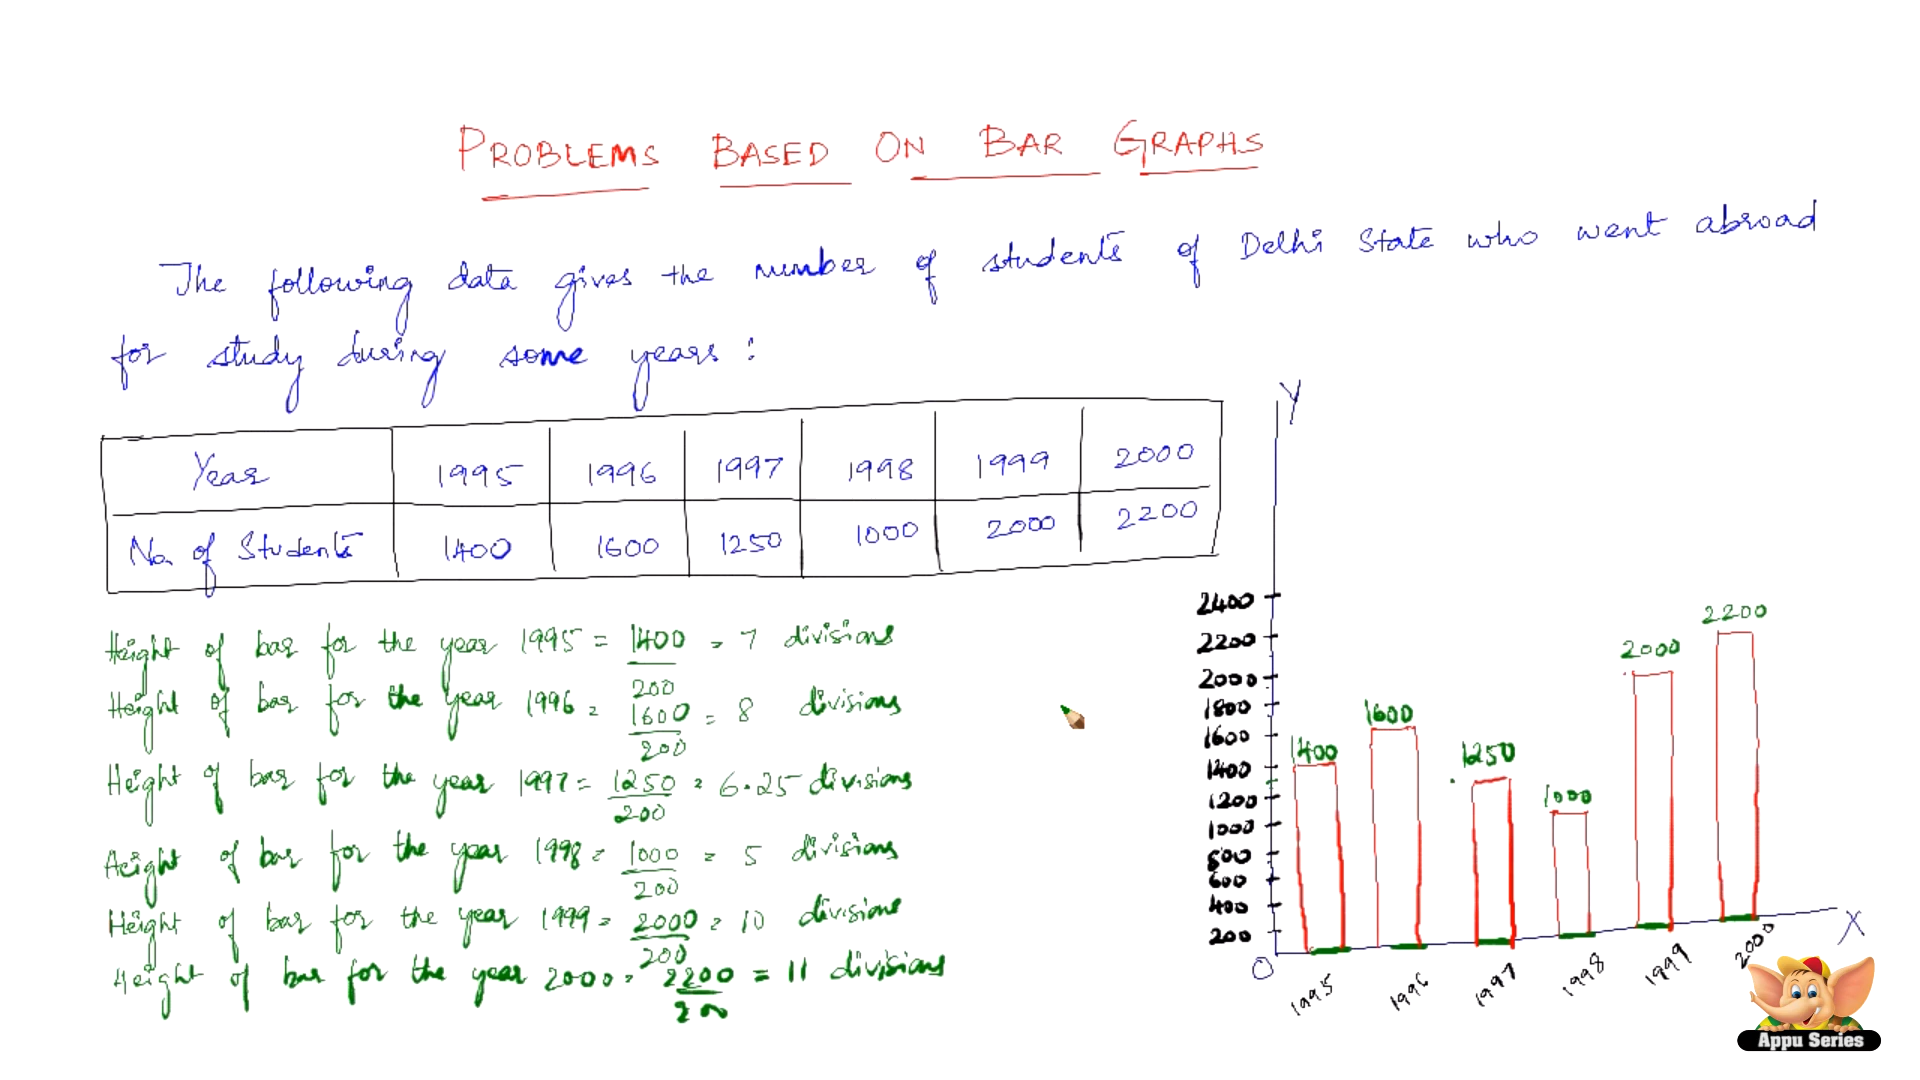 PROBLEMS BASED ON BAR GRAPHS
The following data gives the number of students of Delhi State who went abroad
for study during some years :
Year 1995 1996 1997 1998 1999 2000
No. of Students 1400 1600 1250 1000 2000 2200
Height of bar for the year 1995 = 1400/200 = 7 divisions
Height of bar for the year 1996 = 1600/200 = 8 divisions
Height of bar for the year 1997 = 1250/200 = 6.25 divisions
Height of bar for the year 1998 = 1000/200 = 5 divisions
Height of bar for the year 1999 = 2000/200 = 10 divisions
Height of bar for the year 2000 = 2200/200 = 11 divisions
Y
2400
2200
2000
1800
1600
1400
1200
1000
800
600
400
200
O
1400
1600
1250
1000
2000
2200
X
1995 1996 1997 1998 1999 2000
Appu Series